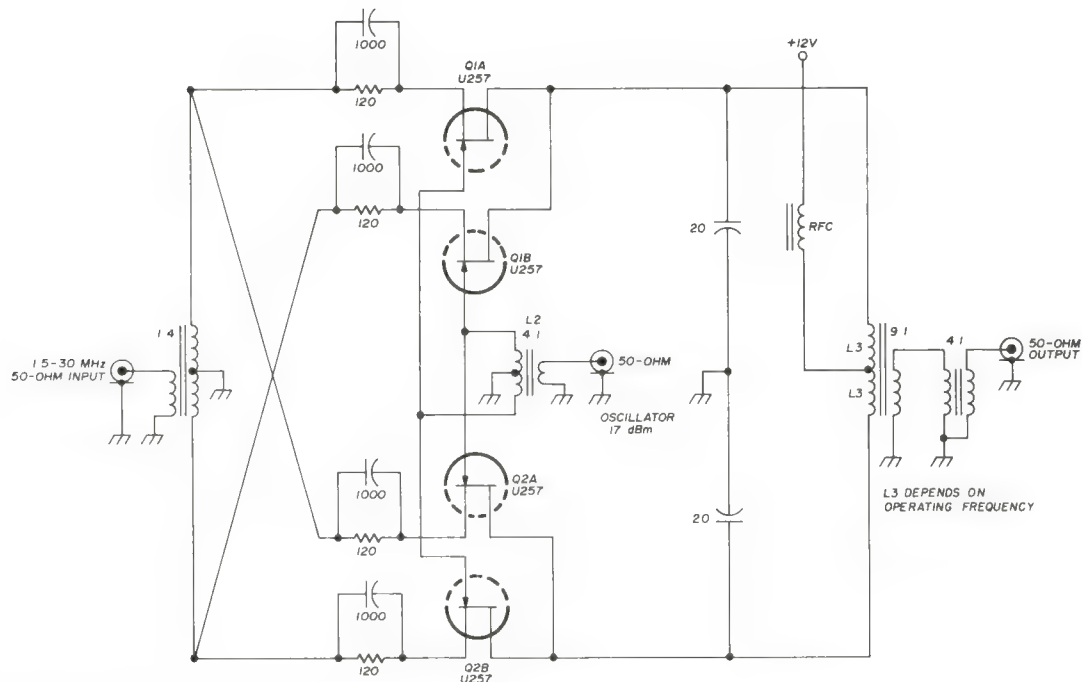 1000
120
Q1A
U257
+12V
1000
120
Q1B
U257
20
RFC
1 4
L2
4 1
1 5-30 MHz
50-OHM INPUT
50-OHM
OSCILLATOR
17 dBm
L3
L3
9 1
4 1
50-OHM
OUTPUT
L3 DEPENDS ON
OPERATING FREQUENCY
1000
120
Q2A
U257
20
1000
120
Q2B
U257